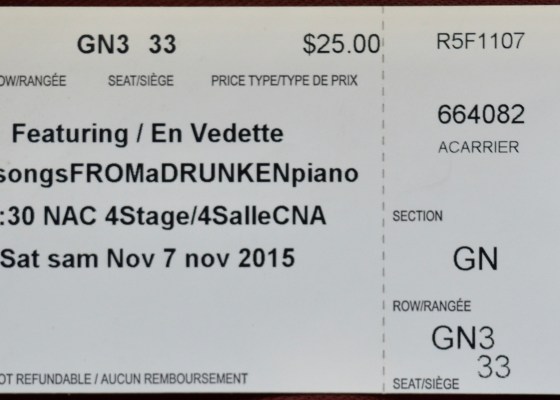 GN3 33 $25.00
OW/RANGÉE SEAT/SIÈGE PRICE TYPE/TYPE DE PRIX
Featuring / En Vedette
songsFROMaDRUNKENpiano
:30 NAC 4Stage/4SalleCNA
Sat sam Nov 7 nov 2015
OT REFUNDABLE / AUCUN REMBOURSEMENT
R5F1107
664082
ACARRIER
SECTION
GN
ROW/RANGÉE
GN3
33
SEAT/SIÈGE